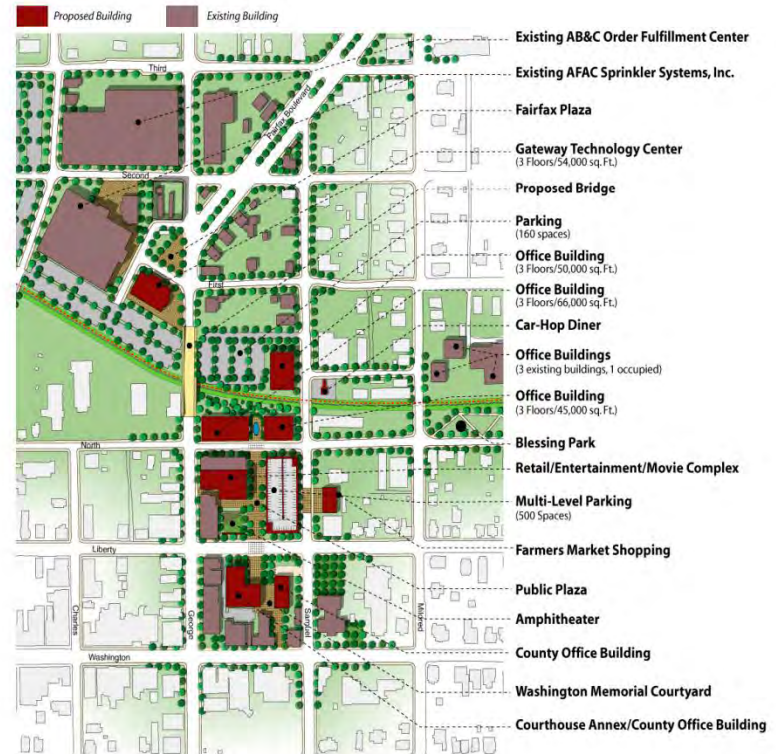 Proposed Building
Existing Building
Existing AB&C Order Fulfillment Center
Third
Existing AFAC Sprinkler Systems, Inc.
Fairfax Boulevard
Fairfax Plaza
Gateway Technology Center
(3 Floors/54,000 sq.Ft.)
Second
Proposed Bridge
Parking
(160 spaces)
Office Building
(3 Floors/50,000 sq.Ft.)
First
Office Building
(3 Floors/66,000 sq.Ft.)
Car-Hop Diner
Office Buildings
(3 existing buildings, 1 occupied)
Office Building
(3 Floors/45,000 sq.Ft.)
North
Blessing Park
Retail/Entertainment/Movie Complex
Multi-Level Parking
(500 Spaces)
Liberty
Farmers Market Shopping
Public Plaza
Charles
George
Samuel
Mildred
Amphitheater
County Office Building
Washington
Washington Memorial Courtyard
Courthouse Annex/County Office Building